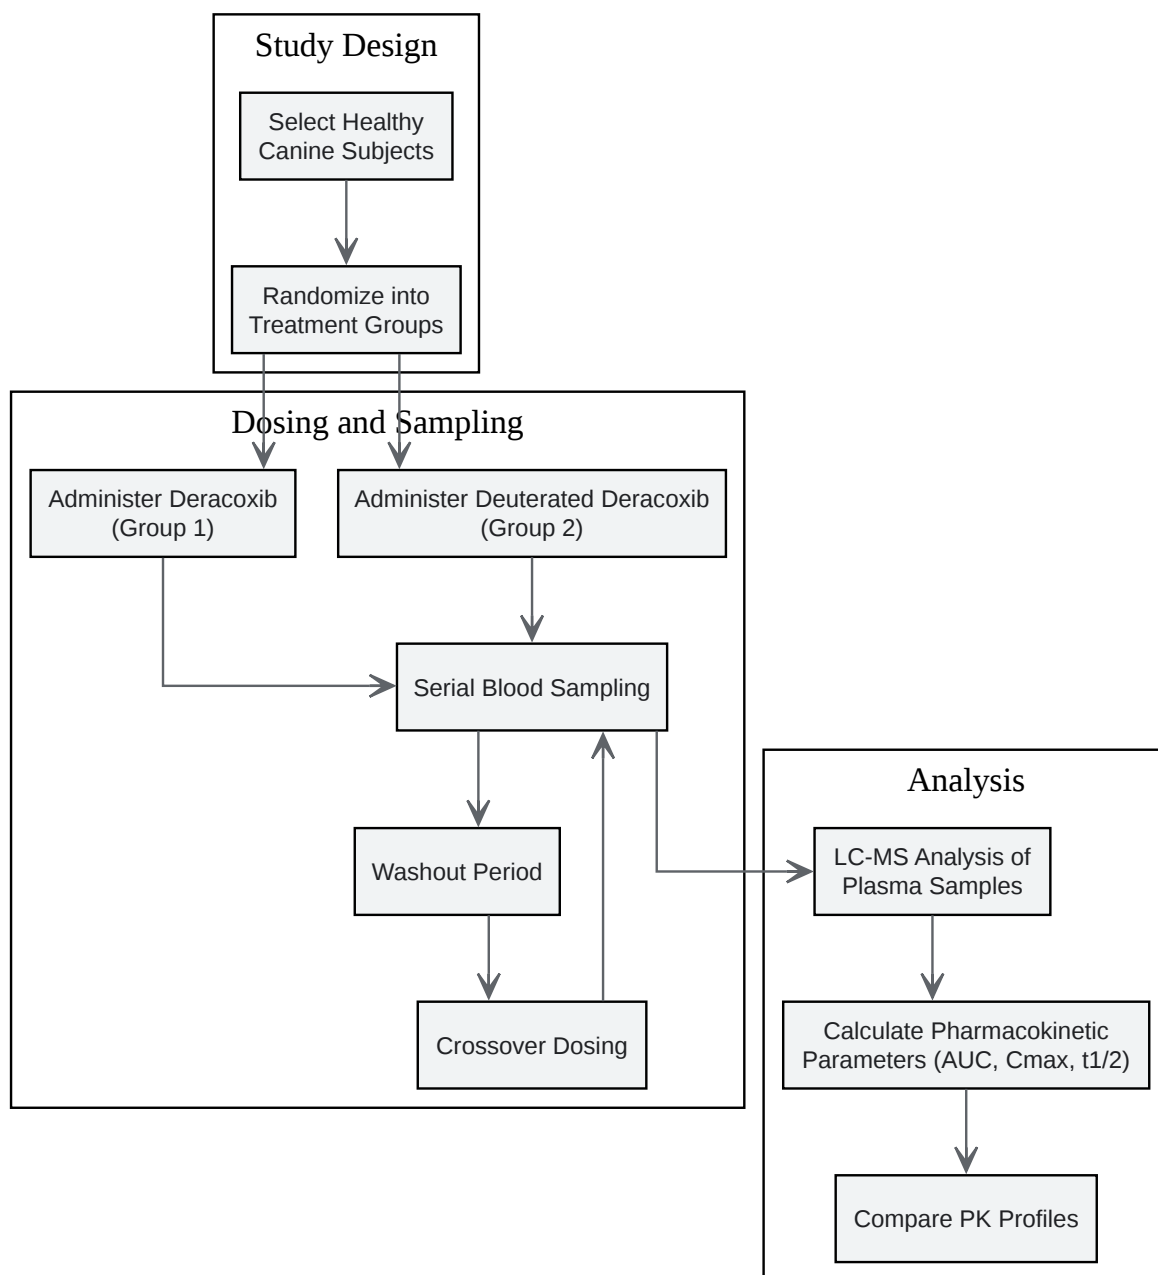 Study Design
Select Healthy
Canine Subjects
Randomize into
Treatment Groups
Dosing and Sampling
Administer Deracoxib
(Group 1)
Administer Deuterated Deracoxib
(Group 2)
Serial Blood Sampling
Washout Period
Crossover Dosing
Analysis
LC-MS Analysis of
Plasma Samples
Calculate Pharmacokinetic
Parameters (AUC, Cmax, t1/2)
Compare PK Profiles